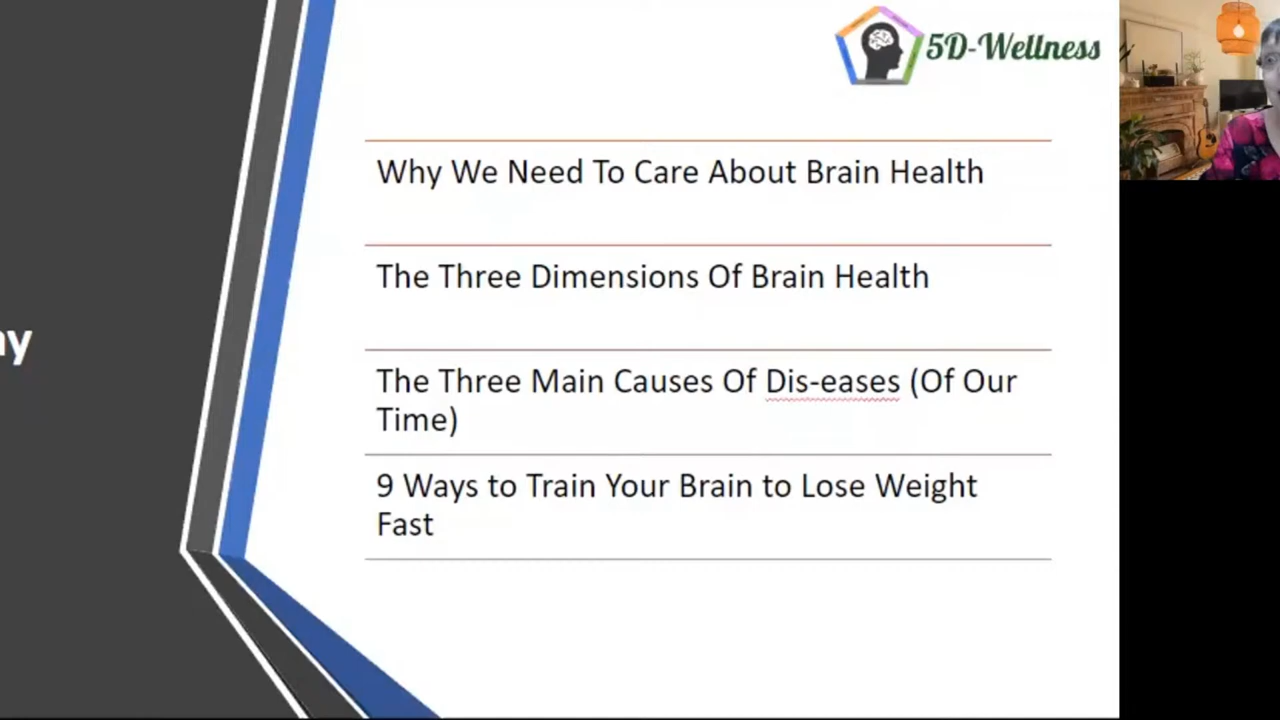 5D-Wellness
ay
Why We Need To Care About Brain Health
The Three Dimensions Of Brain Health
The Three Main Causes Of Dis-eases (Of Our
Time)
9 Ways to Train Your Brain to Lose Weight
Fast